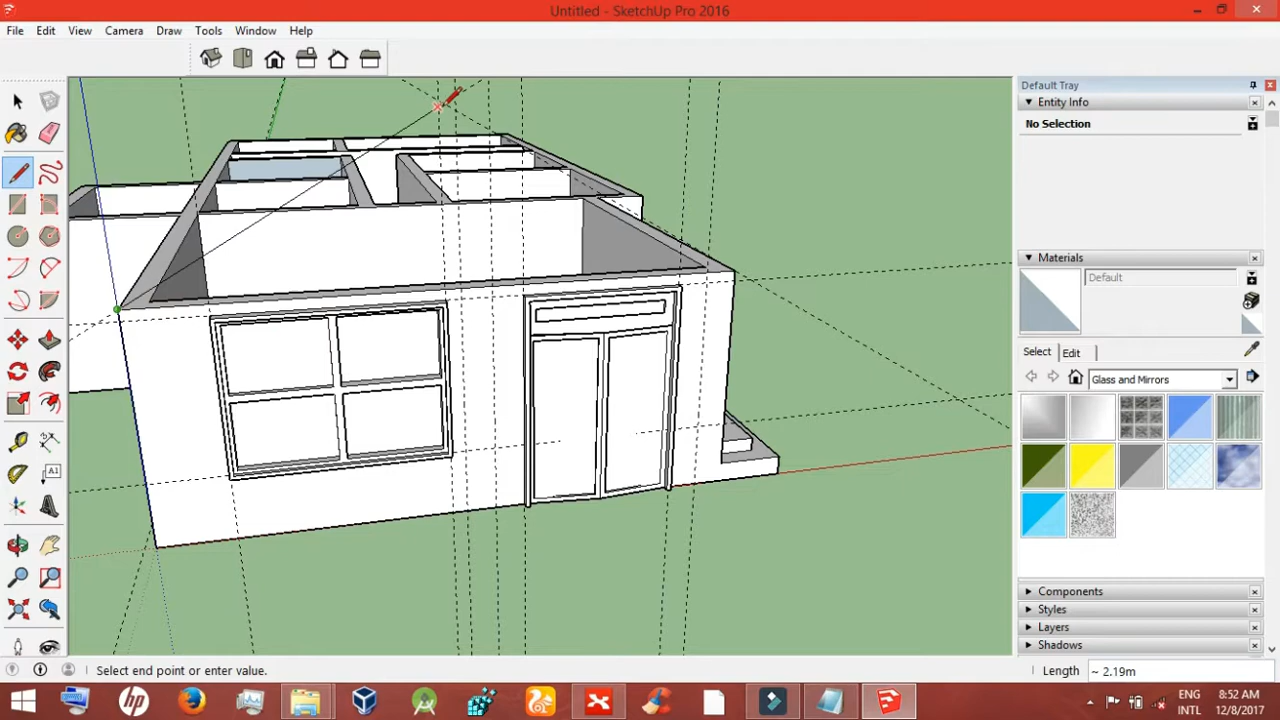 Untitled - SketchUp Pro 2016
File Edit View Camera Draw Tools Window Help
Default Tray
Entity Info
No Selection
Materials
Default
Select Edit
Glass and Mirrors
A1
Components
Styles
Layers
Shadows
Select end point or enter value.
Length ~ 2.19m
hp
ENG 8:52 AM
INTL 12/8/2017